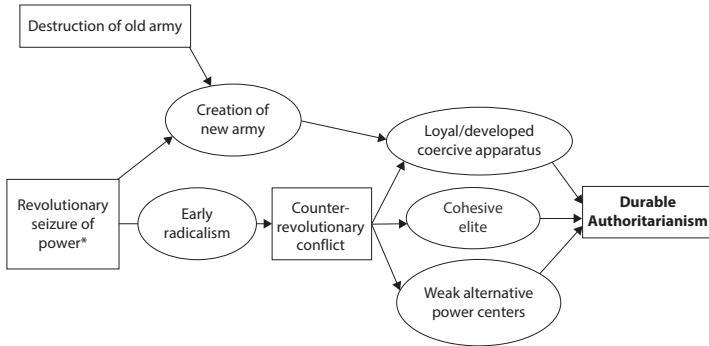 Destruction of old army
Creation of
new army
Loyal/developed
coercive apparatus
Revolutionary
seizure of
power*
Early
radicalism
Counter-
revolutionary
conflict
Cohesive
elite
Durable
Authoritarianism
Weak alternative
power centers